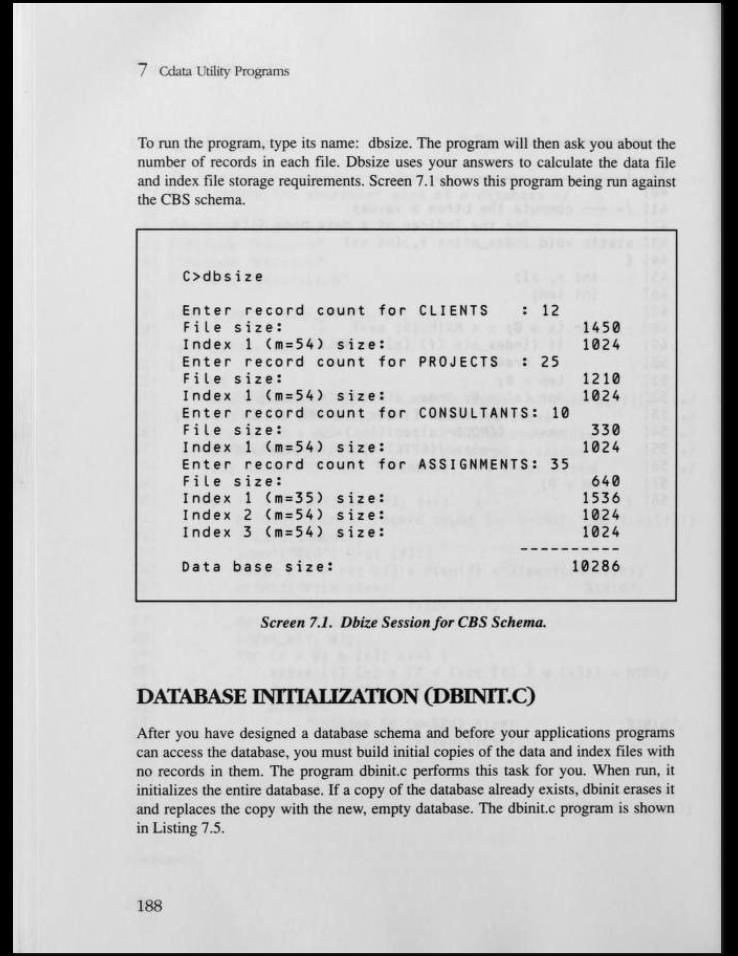 7 Cdata Utility Programs
To run the program, type its name: dbsize. The program will then ask you about the
number of records in each file. Dbsize uses your answers to calculate the data file
and index file storage requirements. Screen 7.1 shows this program being run against
the CBS schema.
C>dbsize
Enter record count for CLIENTS : 12
File size: 1450
Index 1 (m=54) size: 1024
Enter record count for PROJECTS : 25
File size: 1210
Index 1 (m=54) size: 1024
Enter record count for CONSULTANTS: 10
File size: 330
Index 1 (m=54) size: 1024
Enter record count for ASSIGNMENTS: 35
File size: 640
Index 1 (m=35) size: 1536
Index 2 (m=54) size: 1024
Index 3 (m=54) size: 1024
----------
Data base size: 10286
Screen 7.1. Dbize Session for CBS Schema.
DATABASE INITIALIZATION (DBINIT.C)
After you have designed a database schema and before your applications programs
can access the database, you must build initial copies of the data and index files with
no records in them. The program dbinit.c performs this task for you. When run, it
initializes the entire database. If a copy of the database already exists, dbinit erases it
and replaces the copy with the new, empty database. The dbinit.c program is shown
in Listing 7.5.
188